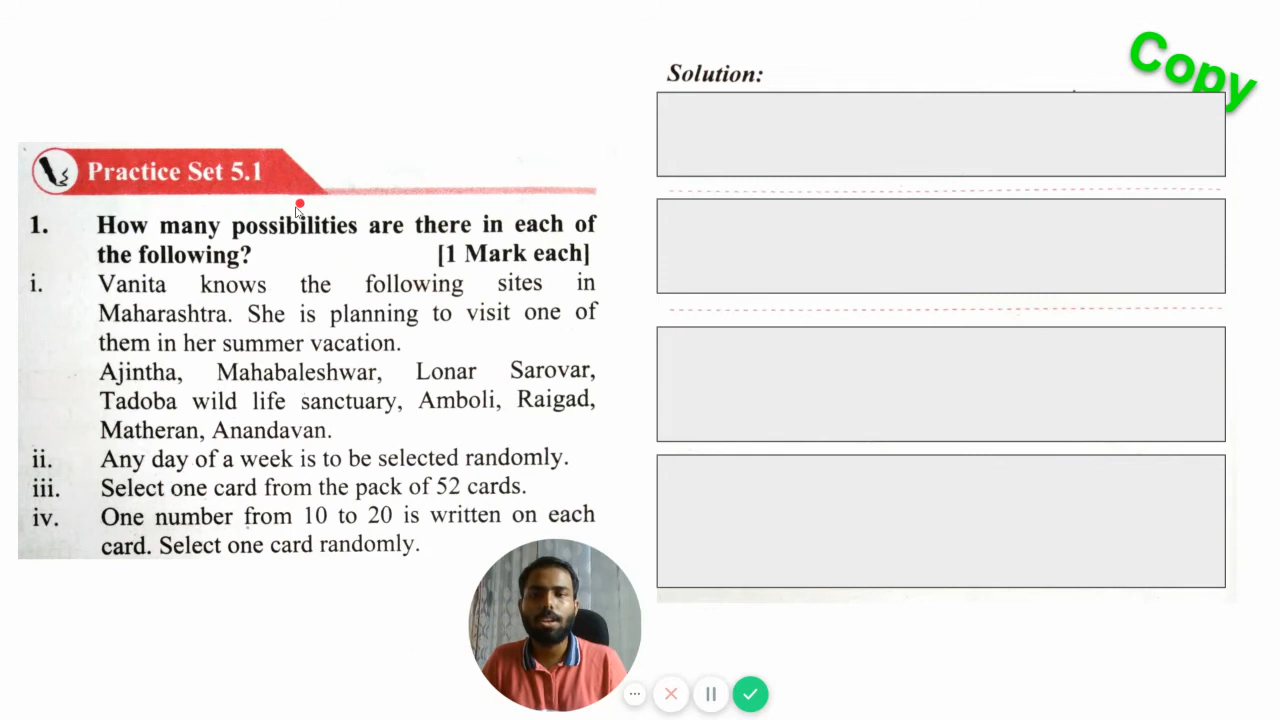 Copy
Solution:
Practice Set 5.1
1. How many possibilities are there in each of
the following? [1 Mark each]
i. Vanita knows the following sites in
Maharashtra. She is planning to visit one of
them in her summer vacation.
Ajintha, Mahabaleshwar, Lonar Sarovar,
Tadoba wild life sanctuary, Amboli, Raigad,
Matheran, Anandavan.
ii. Any day of a week is to be selected randomly.
iii. Select one card from the pack of 52 cards.
iv. One number from 10 to 20 is written on each
card. Select one card randomly.